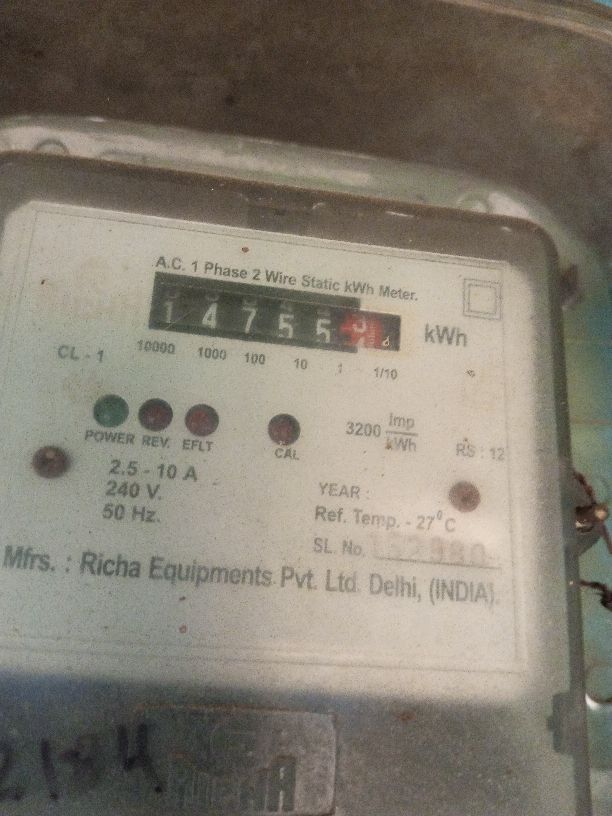 A.C. 1 Phase 2 Wire Static kWh Meter.
1 4 7 5 5 kWh
10000 1000 100 10 1 1/10
CL - 1
POWER REV. EFLT CAL
3200 Imp/kWh
RS : 12
2.5 - 10 A
240 V.
50 Hz.
YEAR :
Ref. Temp. - 27⁰C
SL. No.
Mfrs. : Richa Equipments Pvt. Ltd. Delhi, (INDIA).